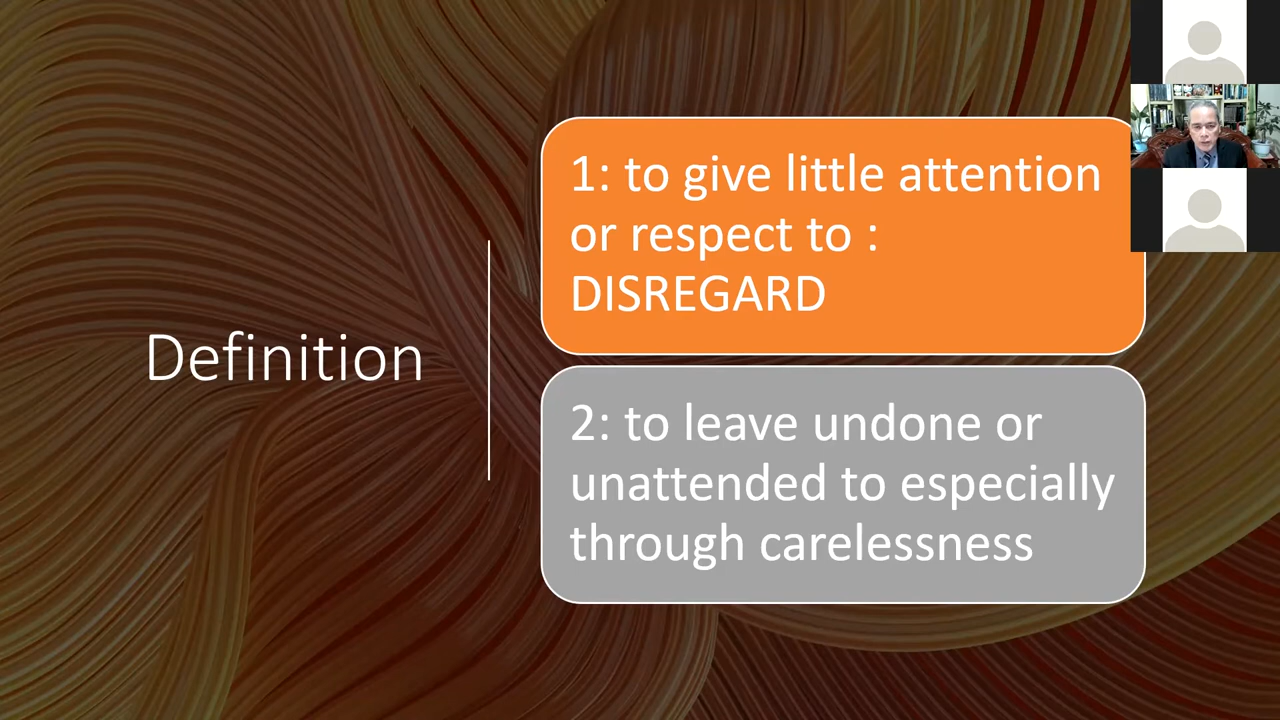 Definition
1: to give little attention
or respect to :
DISREGARD
2: to leave undone or
unattended to especially
through carelessness